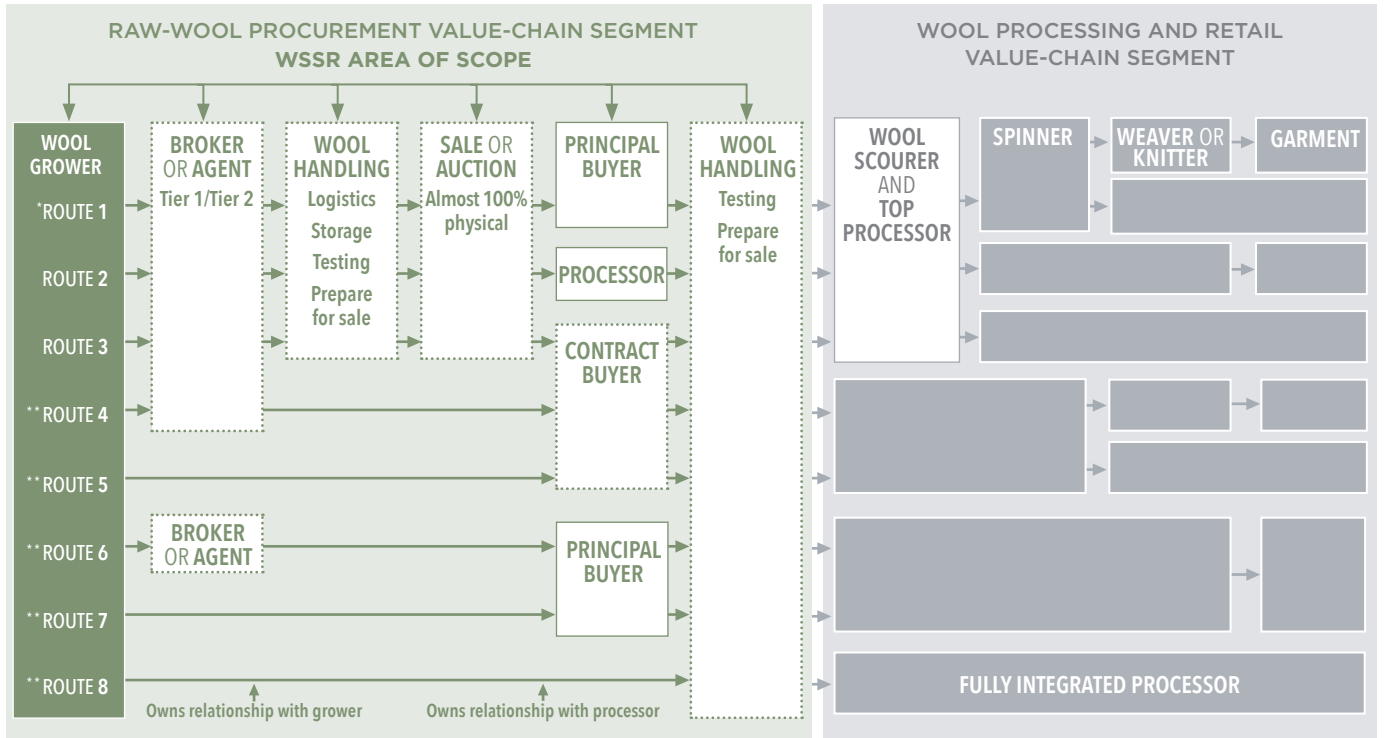 RAW-WOOL PROCUREMENT VALUE-CHAIN SEGMENT
WSSR AREA OF SCOPE
WOOL PROCESSING AND RETAIL
VALUE-CHAIN SEGMENT
WOOL
GROWER
*ROUTE 1
ROUTE 2
ROUTE 3
**ROUTE 4
**ROUTE 5
**ROUTE 6
**ROUTE 7
**ROUTE 8
BROKER
OR AGENT
Tier 1/Tier 2
BROKER
OR AGENT
WOOL
HANDLING
Logistics
Storage
Testing
Prepare
for sale
SALE OR
AUCTION
Almost 100%
physical
PRINCIPAL
BUYER
PROCESSOR
CONTRACT
BUYER
PRINCIPAL
BUYER
WOOL
HANDLING
Testing
Prepare
for sale
Owns relationship with grower
Owns relationship with processor
WOOL
SCOURER
AND
TOP
PROCESSOR
SPINNER
WEAVER OR
KNITTER
GARMENT
FULLY INTEGRATED PROCESSOR